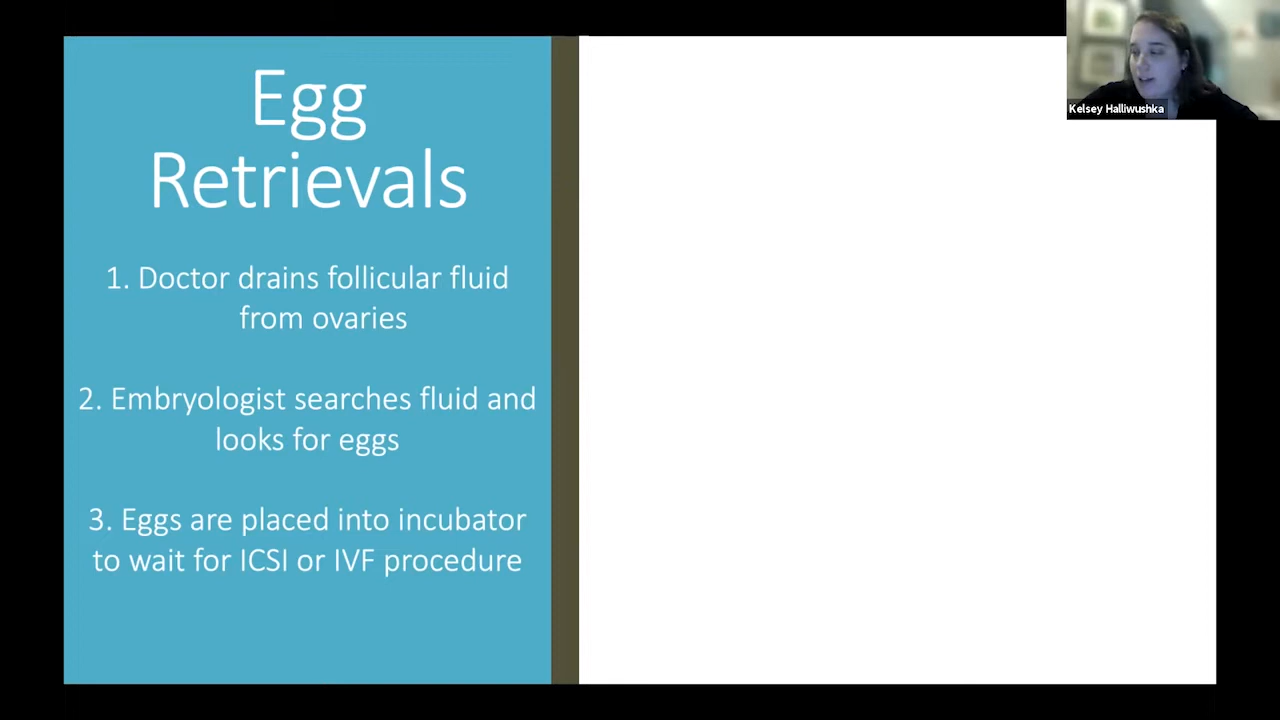 Egg
Retrievals
1. Doctor drains follicular fluid
from ovaries
2. Embryologist searches fluid and
looks for eggs
3. Eggs are placed into incubator
to wait for ICSI or IVF procedure
Kelsey Halliwushka